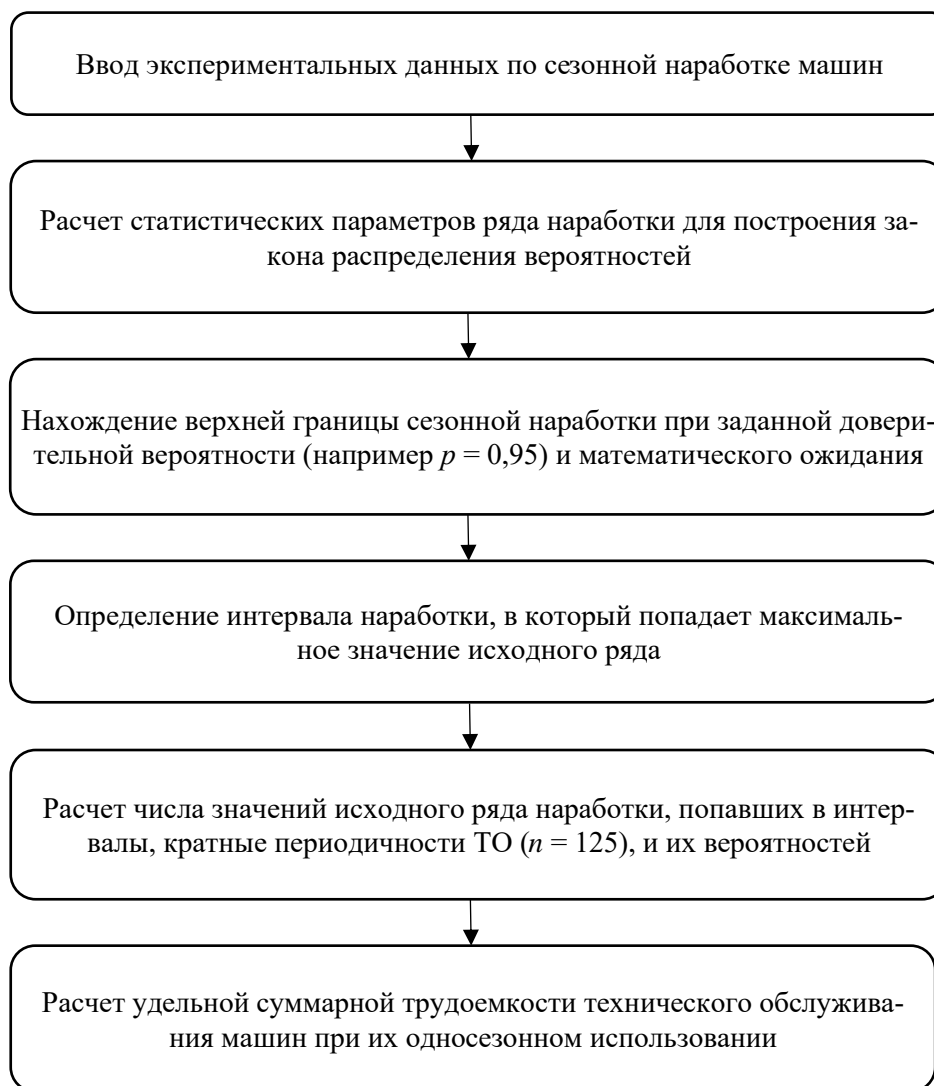 Ввод экспериментальных данных по сезонной наработке машин
Расчет статистических параметров ряда наработки для построения за-
кона распределения вероятностей
Нахождение верхней границы сезонной наработки при заданной довери-
тельной вероятности (например p = 0,95) и математического ожидания
Определение интервала наработки, в который попадает максималь-
ное значение исходного ряда
Расчет числа значений исходного ряда наработки, попавших в интер-
валы, кратные периодичности ТО (n = 125), и их вероятностей
Расчет удельной суммарной трудоемкости технического обслужива-
ния машин при их односезонном использовании